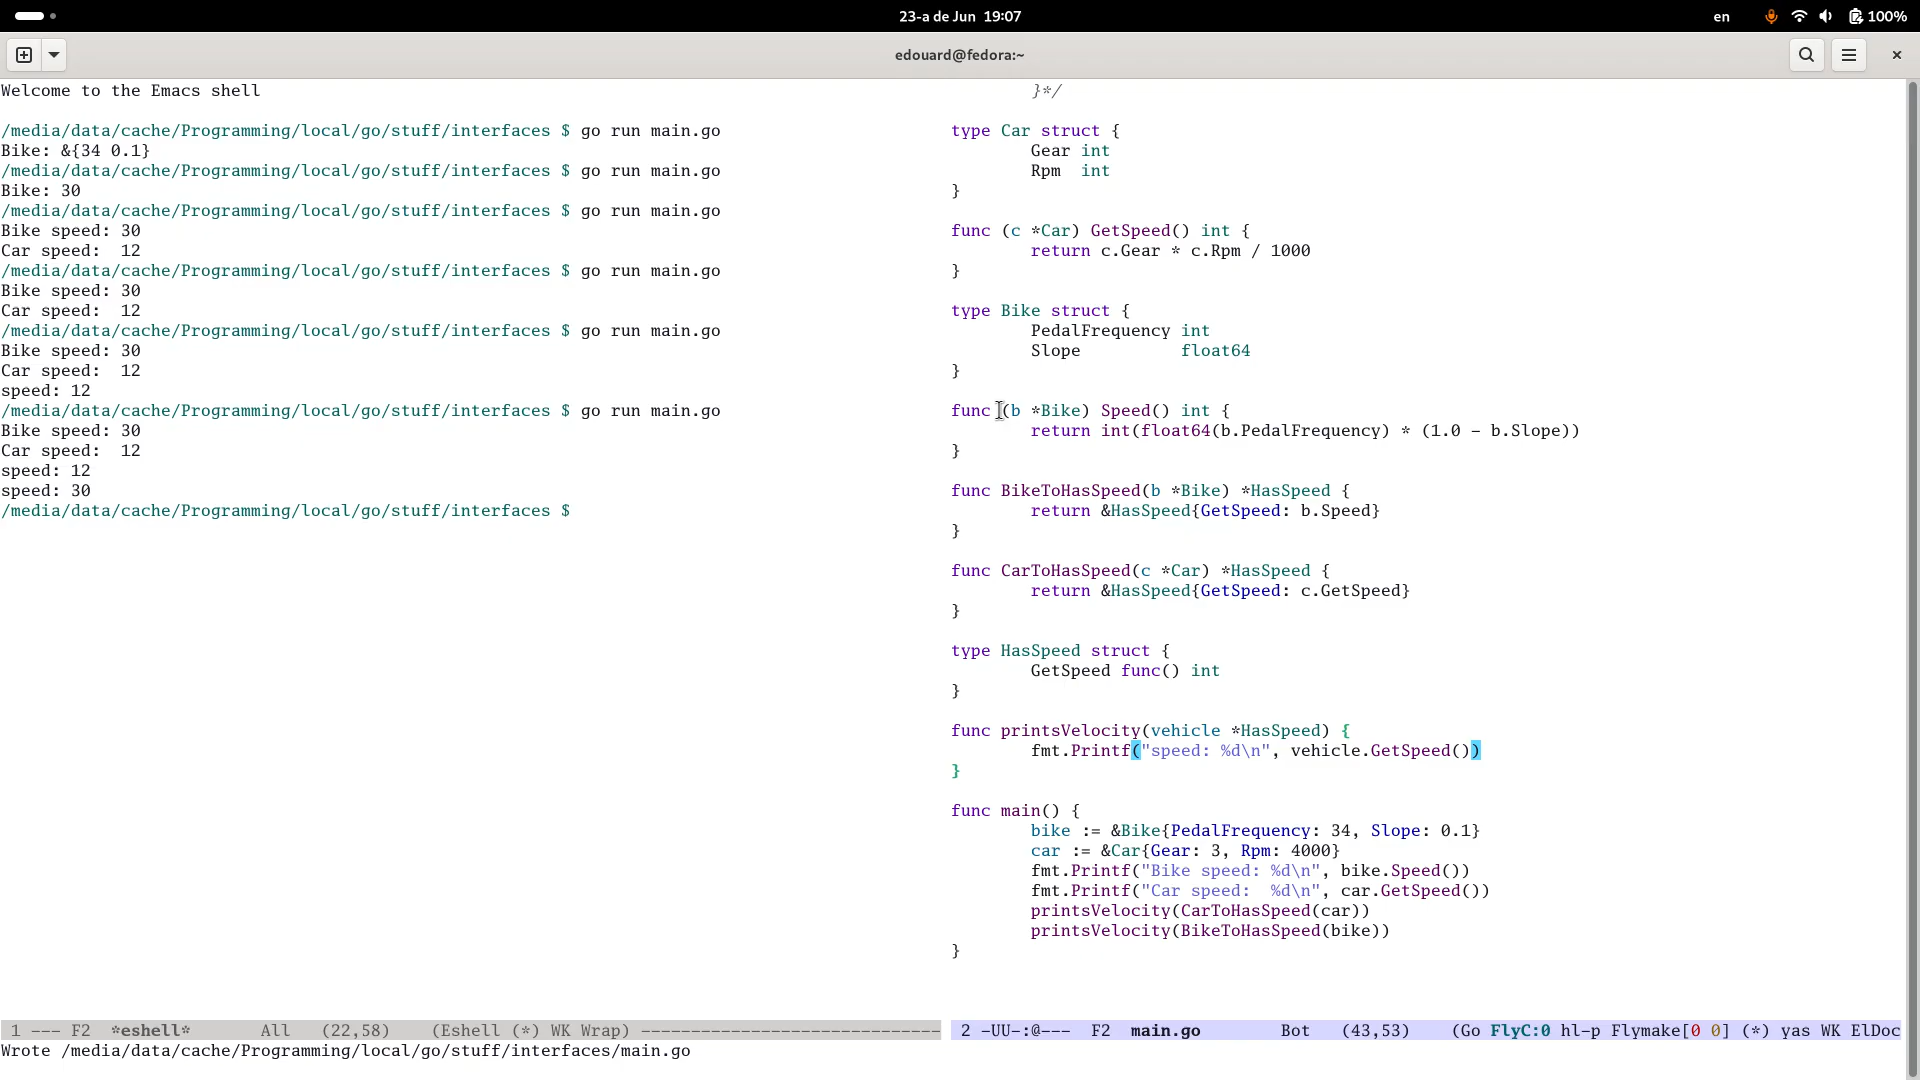 23-a de Jun 19:07
en
100%
edouard@fedora:~
Welcome to the Emacs shell
/media/data/cache/Programming/local/go/stuff/interfaces $ go run main.go
Bike: &{34 0.1}
/media/data/cache/Programming/local/go/stuff/interfaces $ go run main.go
Bike: 30
/media/data/cache/Programming/local/go/stuff/interfaces $ go run main.go
Bike speed: 30
Car speed:  12
/media/data/cache/Programming/local/go/stuff/interfaces $ go run main.go
Bike speed: 30
Car speed:  12
/media/data/cache/Programming/local/go/stuff/interfaces $ go run main.go
Bike speed: 30
Car speed:  12
speed: 12
/media/data/cache/Programming/local/go/stuff/interfaces $ go run main.go
Bike speed: 30
Car speed:  12
speed: 12
speed: 30
/media/data/cache/Programming/local/go/stuff/interfaces $
1 --- F2  *eshell*       All   (22,58)    (Eshell (*) WK Wrap) ------------------------------
        }*/
type Car struct {
        Gear int
        Rpm  int
}
func (c *Car) GetSpeed() int {
        return c.Gear * c.Rpm / 1000
}
type Bike struct {
        PedalFrequency int
        Slope          float64
}
func (b *Bike) Speed() int {
        return int(float64(b.PedalFrequency) * (1.0 - b.Slope))
}
func BikeToHasSpeed(b *Bike) *HasSpeed {
        return &HasSpeed{GetSpeed: b.Speed}
}
func CarToHasSpeed(c *Car) *HasSpeed {
        return &HasSpeed{GetSpeed: c.GetSpeed}
}
type HasSpeed struct {
        GetSpeed func() int
}
func printsVelocity(vehicle *HasSpeed) {
        fmt.Printf("speed: %d\n", vehicle.GetSpeed())
}
func main() {
        bike := &Bike{PedalFrequency: 34, Slope: 0.1}
        car := &Car{Gear: 3, Rpm: 4000}
        fmt.Printf("Bike speed: %d\n", bike.Speed())
        fmt.Printf("Car speed:  %d\n", car.GetSpeed())
        printsVelocity(CarToHasSpeed(car))
        printsVelocity(BikeToHasSpeed(bike))
}
2 -UU-:@---  F2  main.go        Bot   (43,53)    (Go FlyC:0 hl-p Flymake[0 0] (*) yas WK ElDoc
Wrote /media/data/cache/Programming/local/go/stuff/interfaces/main.go